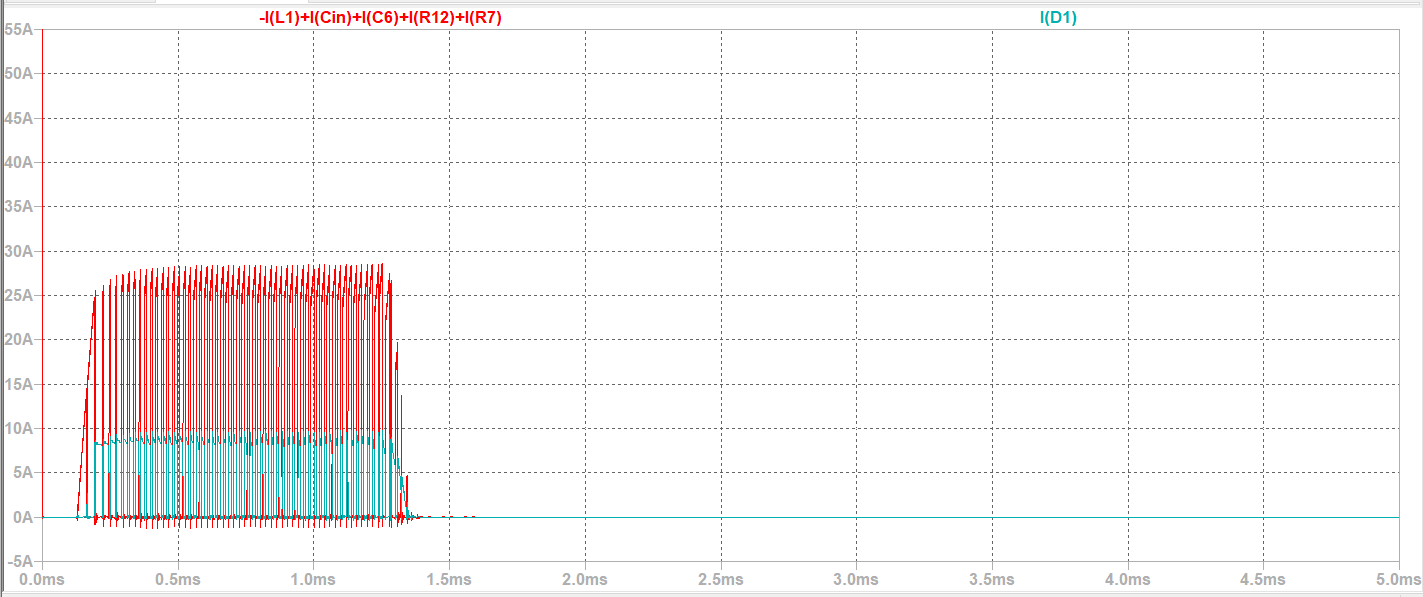 -I(L1)+I(Cin)+I(C6)+I(R12)+I(R7) I(D1)
55A
50A
45A
40A
35A
30A
25A
20A
15A
10A
5A
0A
-5A
0.0ms 0.5ms 1.0ms 1.5ms 2.0ms 2.5ms 3.0ms 3.5ms 4.0ms 4.5ms 5.0ms